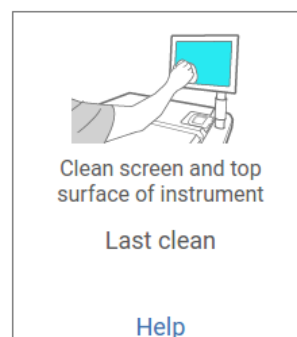 Clean screen and top
surface of instrument
Last clean
Help